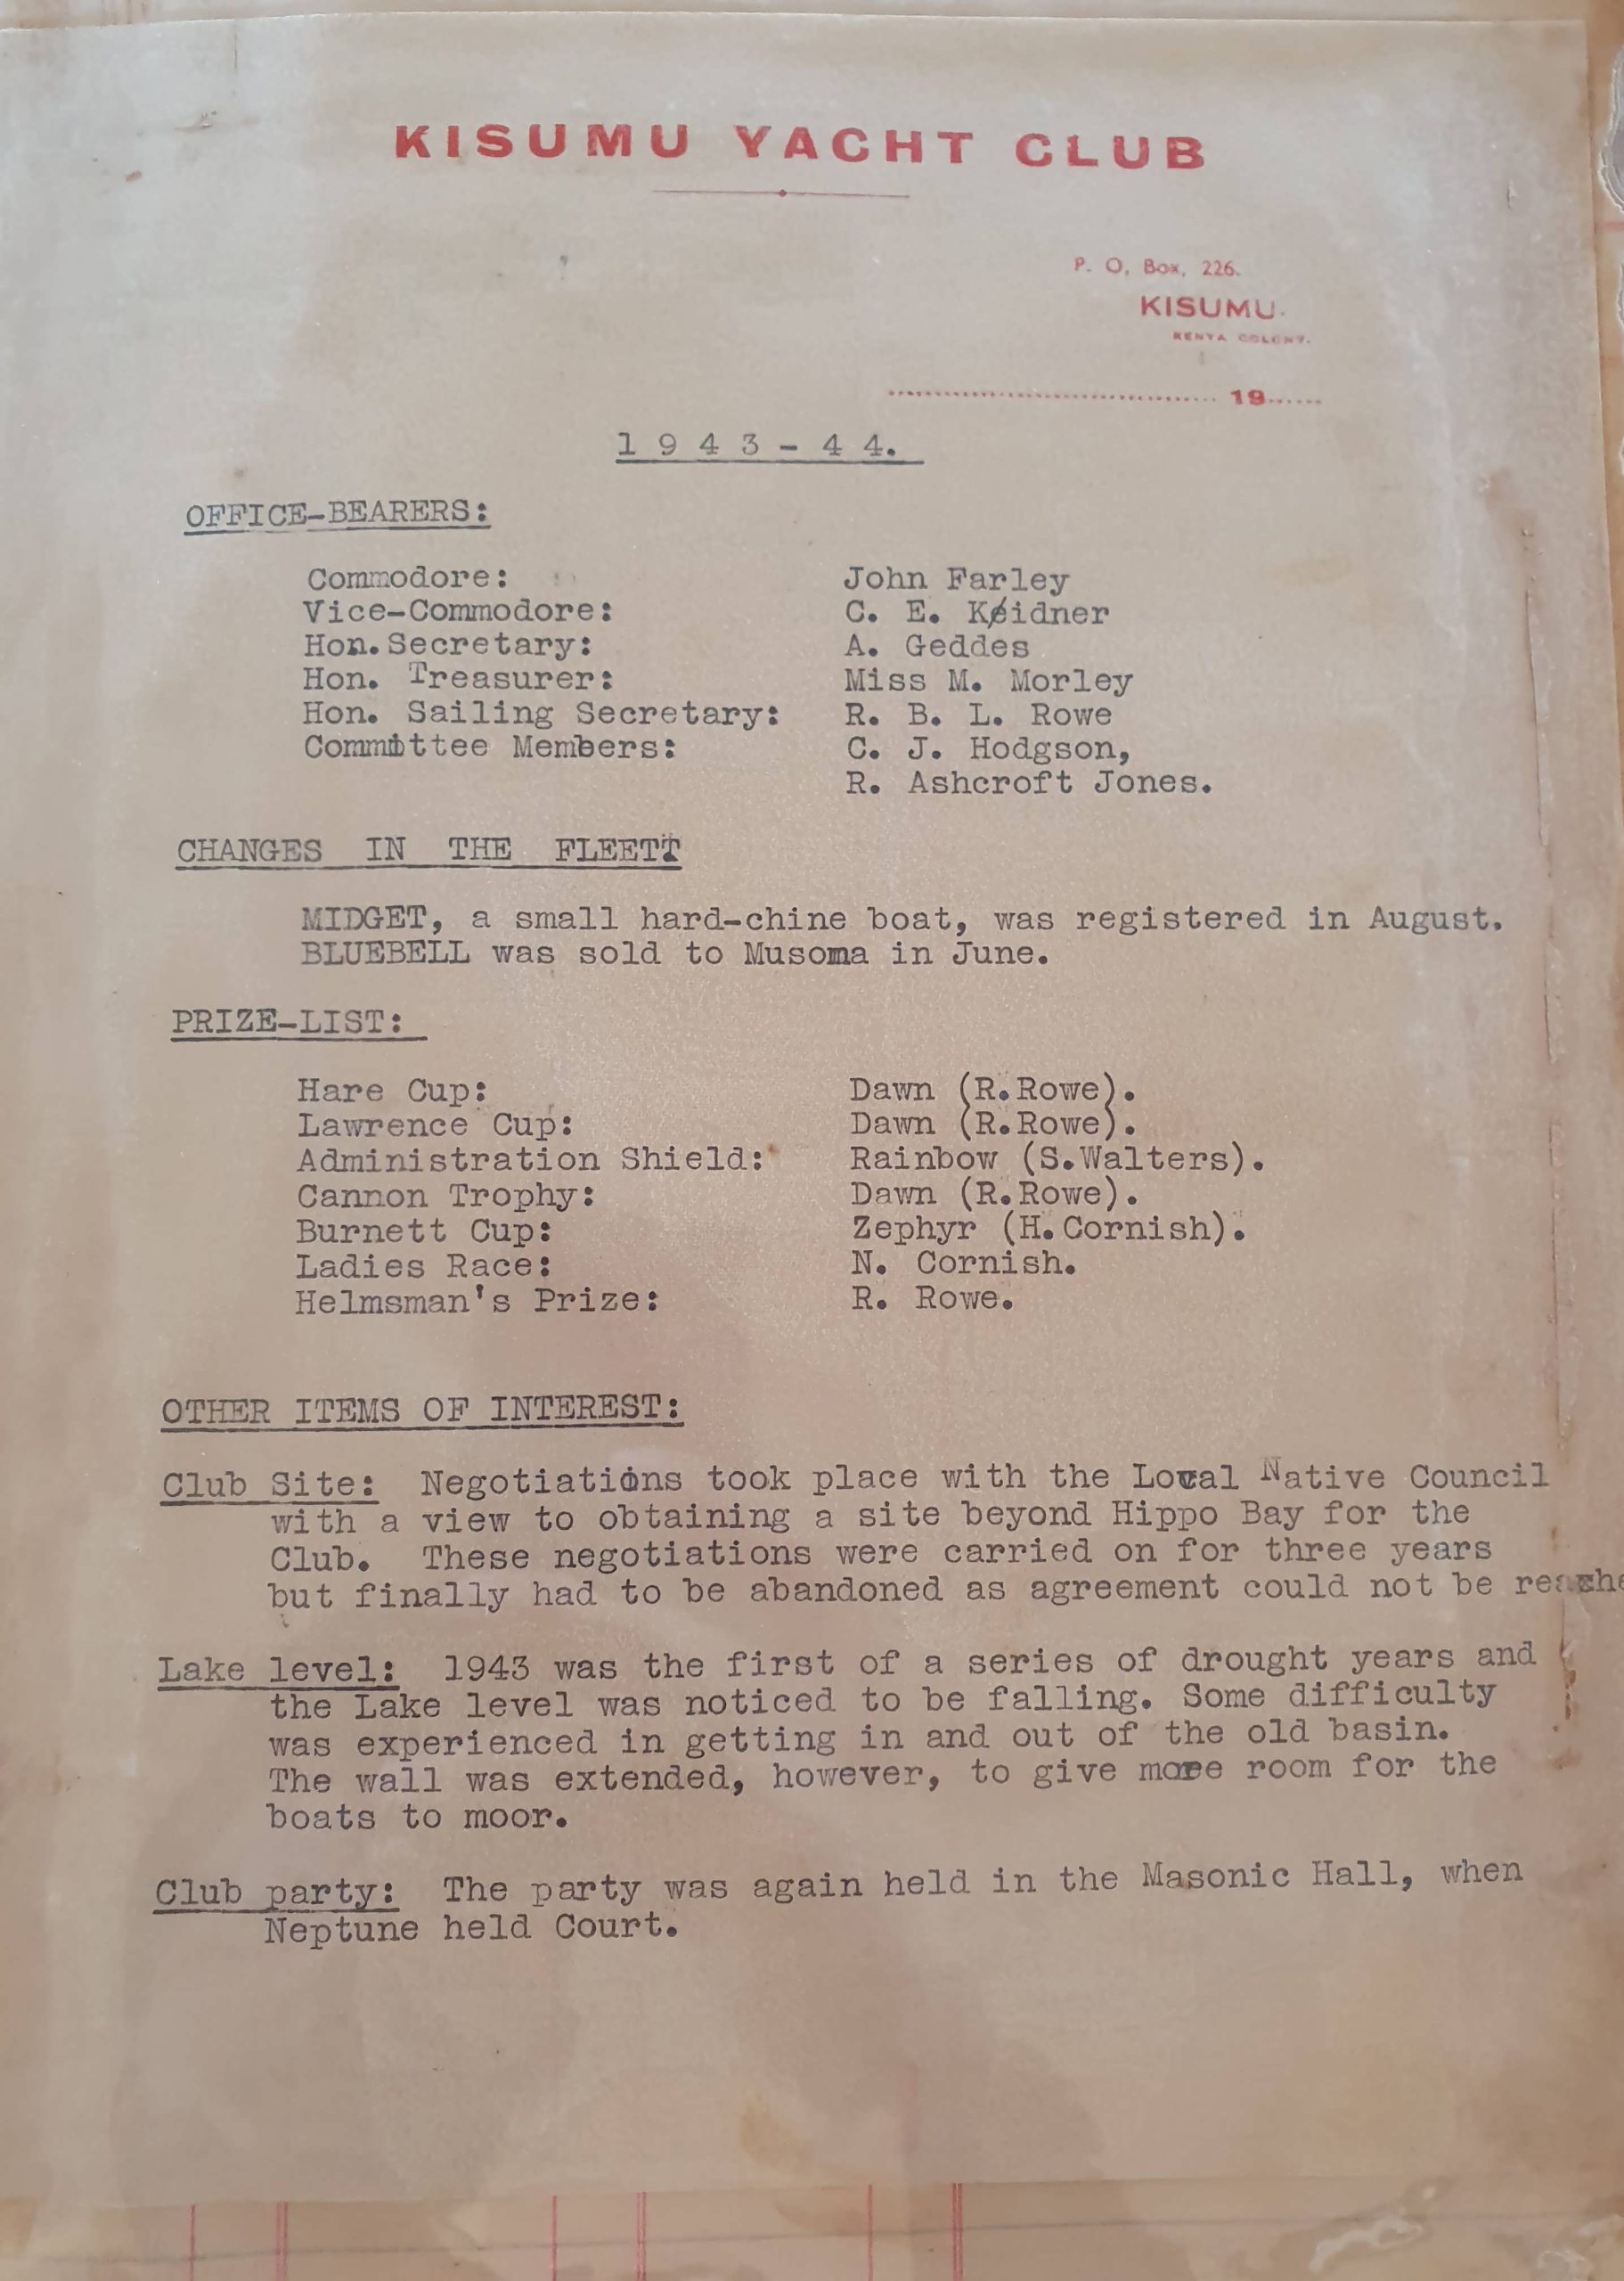 KISUMU YACHT CLUB
P. O. Box. 226.
KISUMU.
KENYA COLONY.
19
1943-44.
OFFICE-BEARERS:
Commodore: John Farley
Vice-Commodore: C. E. Keidner
Hon. Secretary: A. Geddes
Hon. Treasurer: Miss M. Morley
Hon. Sailing Secretary: R. B. L. Rowe
Committee Members: C. J. Hodgson,
R. Ashcroft Jones.
CHANGES IN THE FLEET:
MIDGET, a small hard-chine boat, was registered in August.
BLUEBELL was sold to Musoma in June.
PRIZE-LIST:
Hare Cup: Dawn (R.Rowe).
Lawrence Cup: Dawn (R.Rowe).
Administration Shield: Rainbow (S.Walters).
Cannon Trophy: Dawn (R.Rowe).
Burnett Cup: Zephyr (H.Cornish).
Ladies Race: N. Cornish.
Helmsman's Prize: R. Rowe.
OTHER ITEMS OF INTEREST:
Club Site: Negotiations took place with the Local Native Council
with a view to obtaining a site beyond Hippo Bay for the
Club. These negotiations were carried on for three years
but finally had to be abandoned as agreement could not be reache
Lake level: 1943 was the first of a series of drought years and
the Lake level was noticed to be falling. Some difficulty
was experienced in getting in and out of the old basin.
The wall was extended, however, to give more room for the
boats to moor.
Club party: The party was again held in the Masonic Hall, when
Neptune held Court.